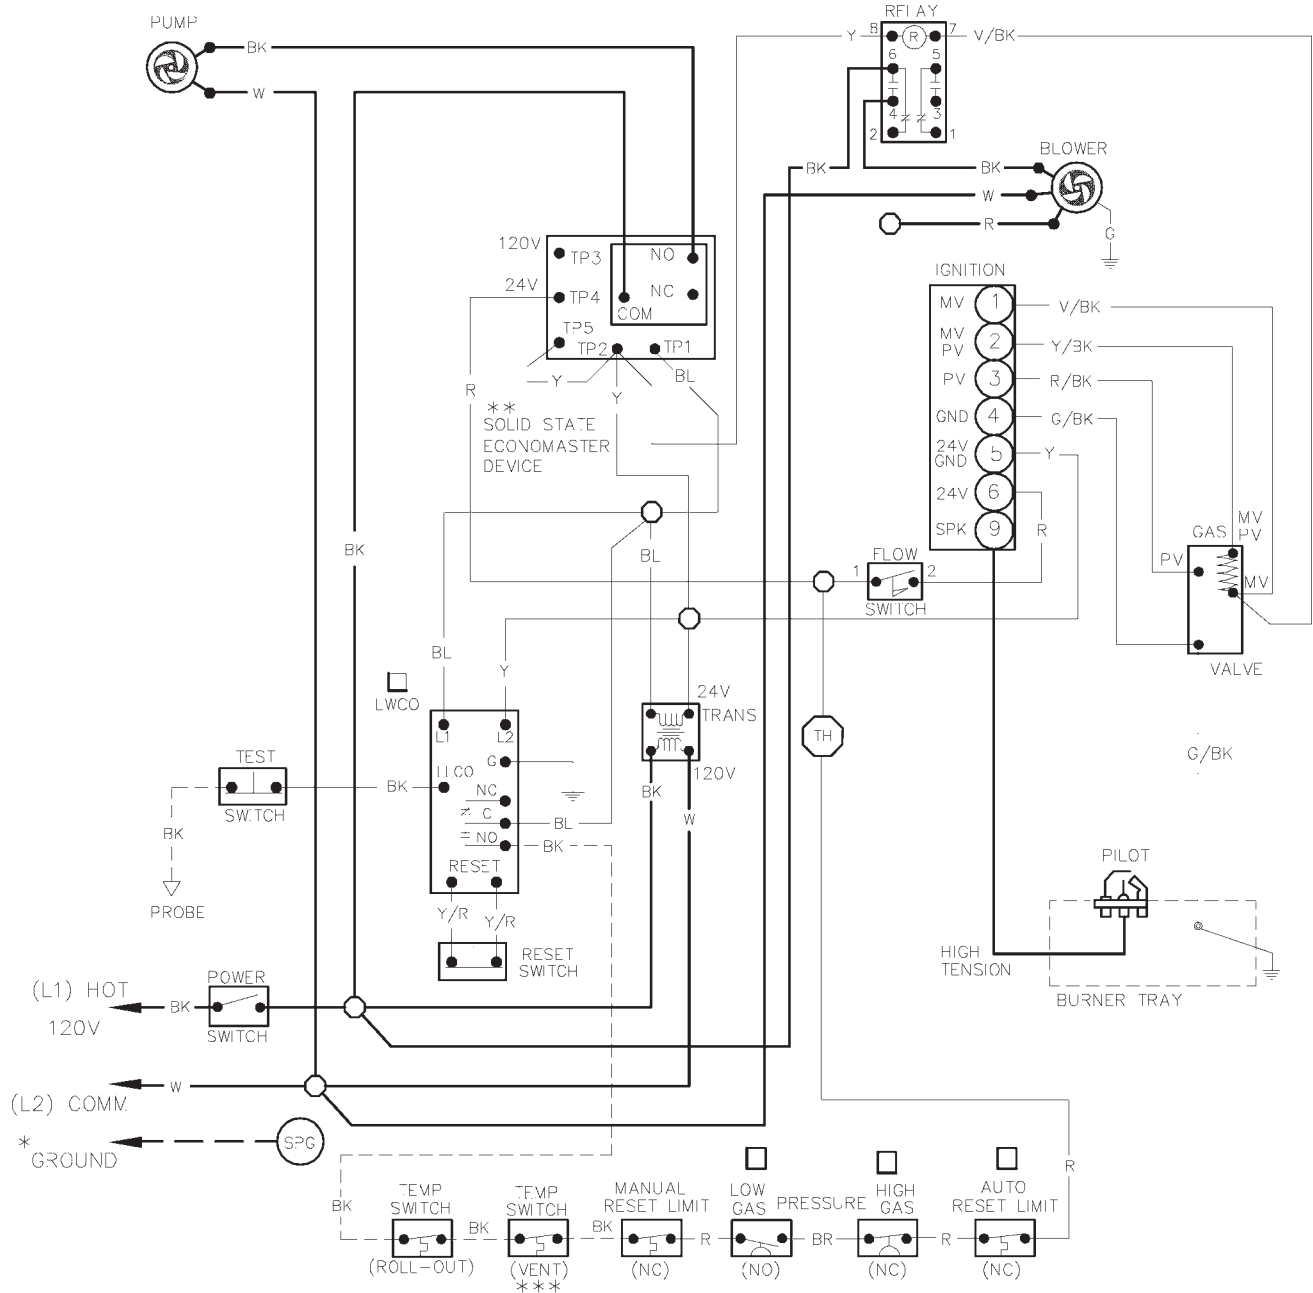 PUMP
BK
W
RELAY
Y
8
R
7
V/BK
6
5
4
3
2
1
BK
BK
BLOWER
W
R
G
120V
TP3
NO
24V
TP4
NC
COM
TP5
TP2
TP1
Y
Y
BL
R
**
SOLID STATE
ECONOMASTER
DEVICE
IGNITION
MV
1
V/BK
MV
PV
2
Y/BK
PV
3
R/BK
GND
4
G/BK
24V
GND
5
Y
24V
6
R
SPK
9
GAS
MV
PV
PV
MV
VALVE
G/BK
BK
BL
FLOW
1
2
SWITCH
BL
Y
LWCO
L1
L2
24V
TRANS
120V
TH
TEST
SWITCH
BK
LLCO
G
NC
C
NO
BL
BK
BK
W
BK
PROBE
RESET
Y/R
Y/R
RESET
SWITCH
PILOT
HIGH
TENSION
BURNER TRAY
(L1) HOT
120V
BK
POWER
SWITCH
(L2) COMM.
W
*
GROUND
SPG
BK
TEMP
SWITCH
(ROLL-OUT)
BK
TEMP
SWITCH
(VENT)
***
BK
MANUAL
RESET LIMIT
(NC)
R
LOW
GAS
(NO)
PRESSURE
BR
HIGH
GAS
(NC)
R
AUTO
RESET LIMIT
(NC)
R